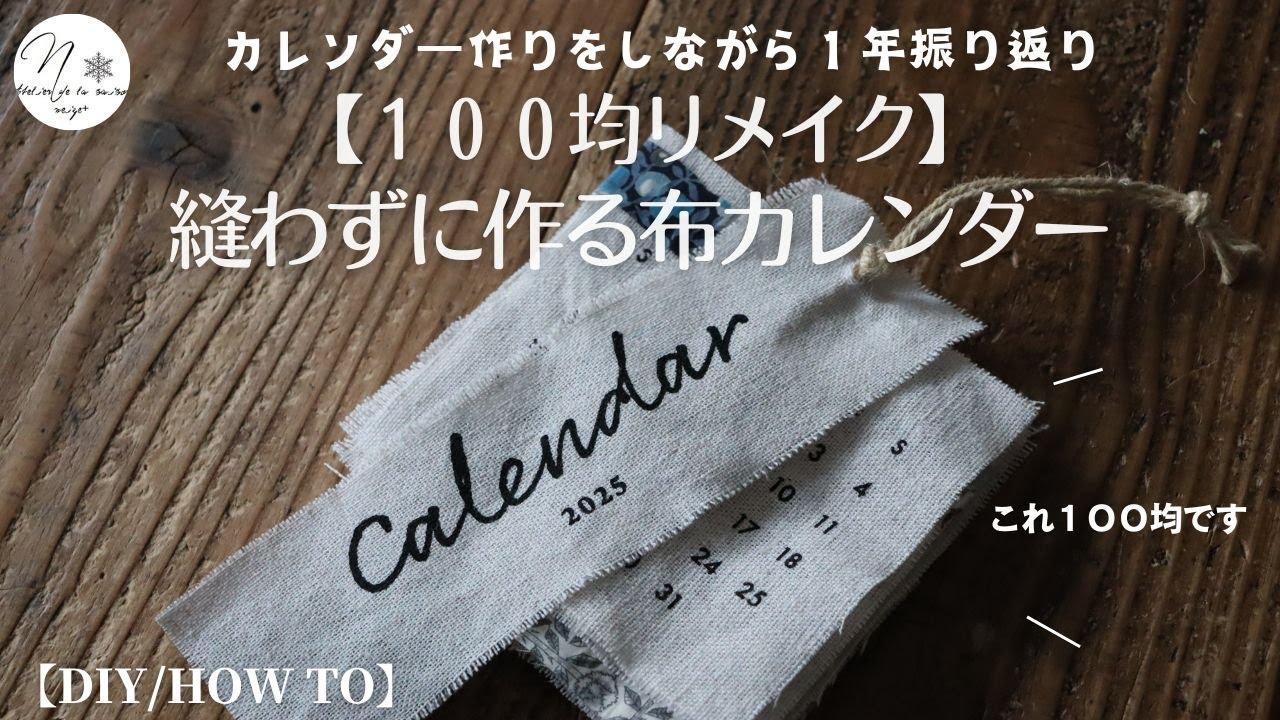 カレンダー作りをしながら１年振り返り
【１００均リメイク】
縫わずに作る布カレンダー
Calendar
2025
S
3 S
10 4
17 11
24 18
31 25
これ１００均です
【DIY/HOW TO】